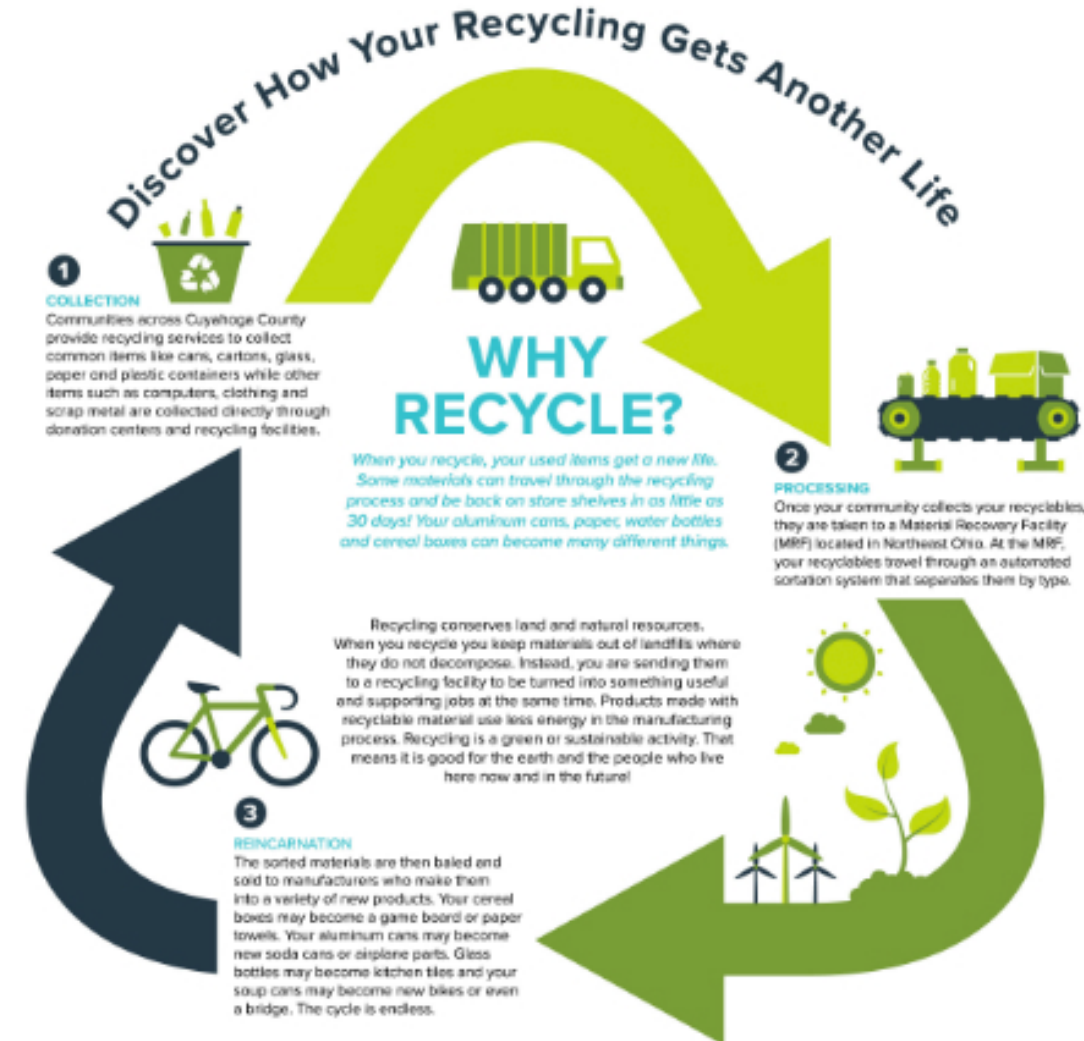 Discover How Your Recycling Gets Another Life
1
COLLECTION
Communities across Cuyahoga County
provide recycling services to collect
common items like cans, cartons, glass,
paper and plastic containers while other
items such as computers, clothing and
scrap metal are collected directly through
donation centers and recycling facilities.
WHY
RECYCLE?
When you recycle, your used items get a new life.
Some materials can travel through the recycling
process and be back on store shelves in as little as
30 days! Your aluminum cans, paper, water bottles
and cereal boxes can become many different things.
2
PROCESSING
Once your community collects your recyclables,
they are taken to a Material Recovery Facility
(MRF) located in Northeast Ohio. At the MRF,
your recyclables travel through an automated
sortation system that separates them by type.
Recycling conserves land and natural resources.
When you recycle you keep materials out of landfills where
they do not decompose. Instead, you are sending them
to a recycling facility to be turned into something useful
and supporting jobs at the same time. Products made with
recyclable material use less energy in the manufacturing
process. Recycling is a green or sustainable activity. That
means it is good for the earth and the people who live
here now and in the future!
3
REINCARNATION
The sorted materials are then baled and
sold to manufacturers who make them
into a variety of new products. Your cereal
boxes may become a game board or paper
towels. Your aluminum cans may become
new soda cans or airplane parts. Glass
bottles may become kitchen tiles and your
soup cans may become new bikes or even
a bridge. The cycle is endless.